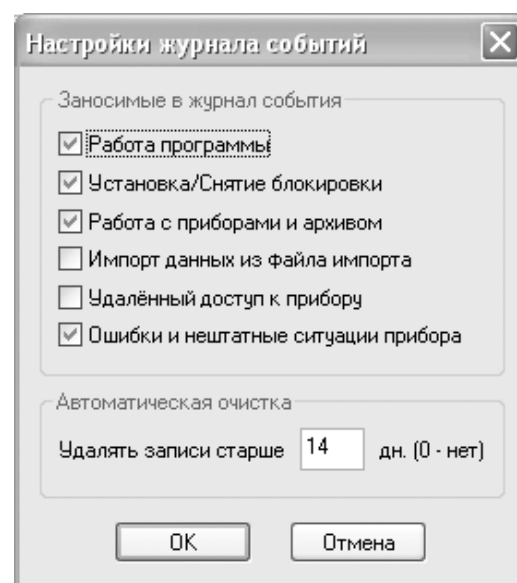 Настройки журнала событий
Заносимые в журнал события
Работа программы
Установка/Снятие блокировки
Работа с приборами и архивом
Импорт данных из файла импорта
Удалённый доступ к прибору
Ошибки и нештатные ситуации прибора
Автоматическая очистка
Удалять записи старше 14 дн. (0 - нет)
OK Отмена